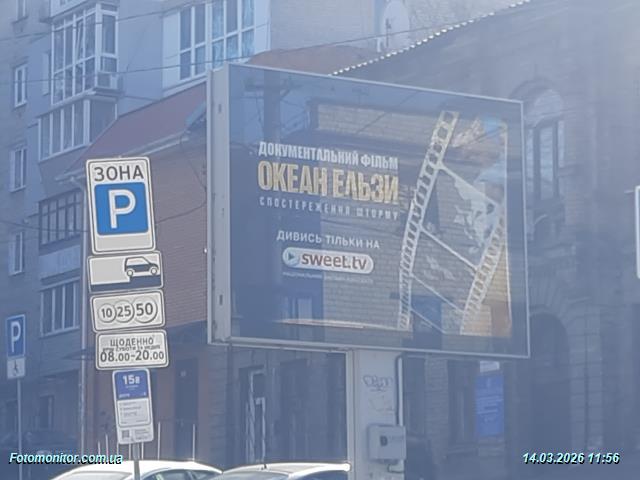 ДОКУМЕНТАЛЬНИЙ ФІЛЬМ
ОКЕАН ЕЛЬЗИ
СПОСТЕРЕЖЕННЯ ШТОРМУ
ДИВИСЬ ТІЛЬКИ НА
sweet.tv
ЗОНА
P
10 25 50
ЩОДЕННО
08.00-20.00
P
15в
Fotomonitor.com.ua
14.03.2026 11:56